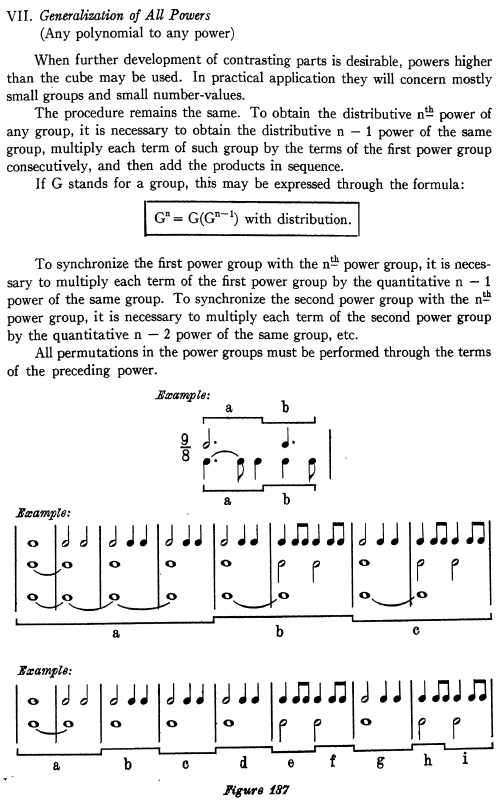 VII. Generalization of All Powers
(Any polynomial to any power)
When further development of contrasting parts is desirable, powers higher
than the cube may be used. In practical application they will concern mostly
small groups and small number-values.
The procedure remains the same. To obtain the distributive nth power of
any group, it is necessary to obtain the distributive n − 1 power of the same
group, multiply each term of such group by the terms of the first power group
consecutively, and then add the products in sequence.
If G stands for a group, this may be expressed through the formula:
Gⁿ = G(Gⁿ⁻¹) with distribution.
To synchronize the first power group with the nth power group, it is neces-
sary to multiply each term of the first power group by the quantitative n − 1
power of the same group. To synchronize the second power group with the nth
power group, it is necessary to multiply each term of the second power group
by the quantitative n − 2 power of the same group, etc.
All permutations in the power groups must be performed through the terms
of the preceding power.
Example:
a b
9
8
a b
Example:
a b c
Example:
a b c d e f g h i
Figure 137